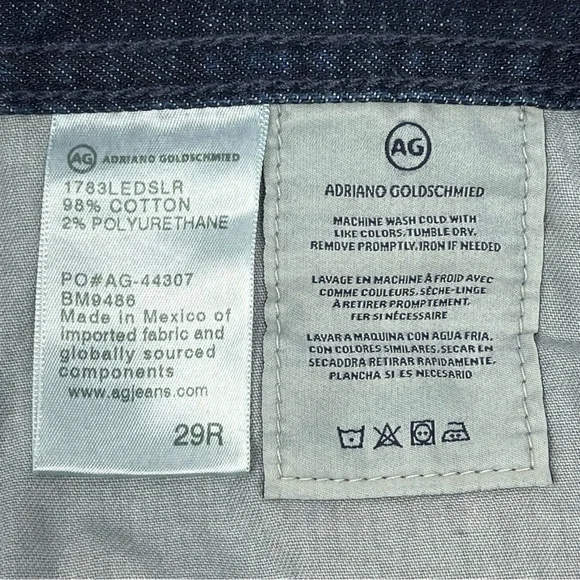 AG ADRIANO GOLDSCHMIED
1783LEDSLR
98% COTTON
2% POLYURETHANE
PO#AG-44307
BM9486
Made in Mexico of
imported fabric and
globally sourced
components
www.agjeans.com
29R
AG
ADRIANO GOLDSCHMIED
MACHINE WASH COLD WITH
LIKE COLORS. TUMBLE DRY.
REMOVE PROMPTLY. IRON IF NEEDED
LAVAGE EN MACHINE À FROID AVEC
COMME COULEURS. SÈCHE-LINGE
À RETIRER PROMPTEMENT.
FER SI NÉCESSAIRE
LAVAR A MAQUINA CON AGUA FRIA.
CON COLORES SIMILARES. SECAR EN
SECADORA RETIRAR RAPIDAMENTE.
PLANCHA SI ES NECESARIO